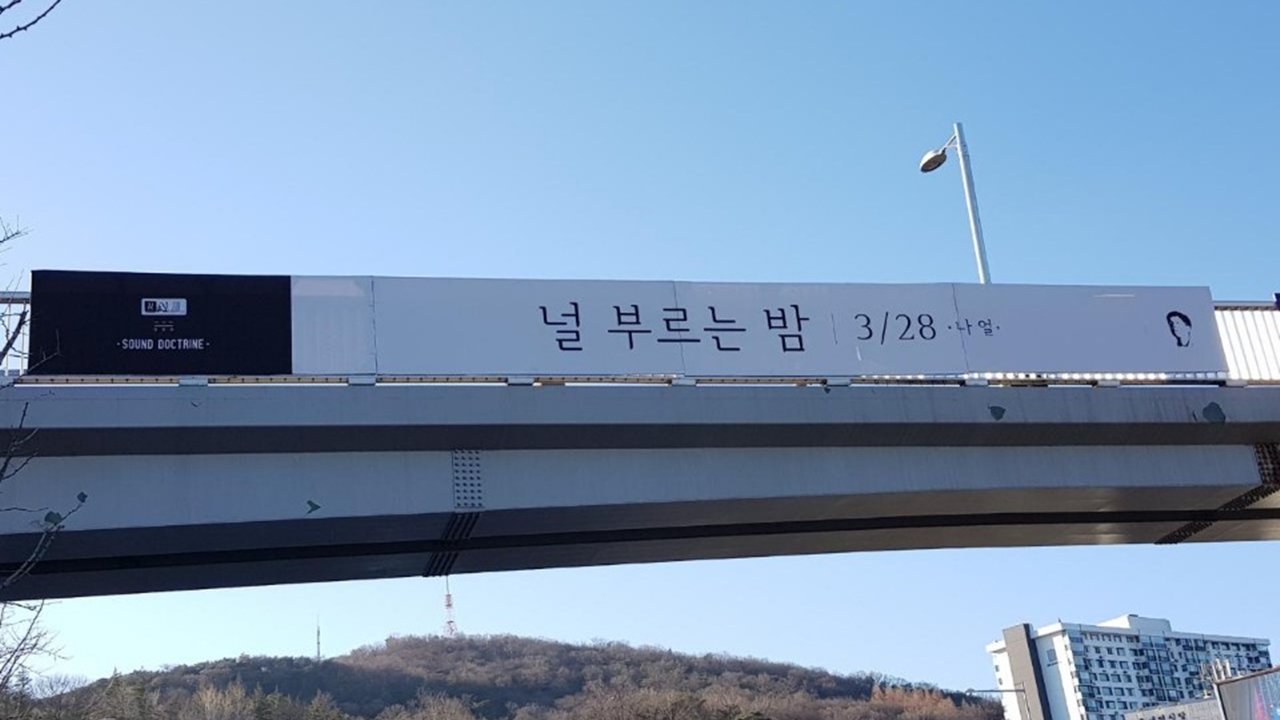 ·SOUND DOCTRINE·
널 부르는 밤 | 3/28 ·나얼·